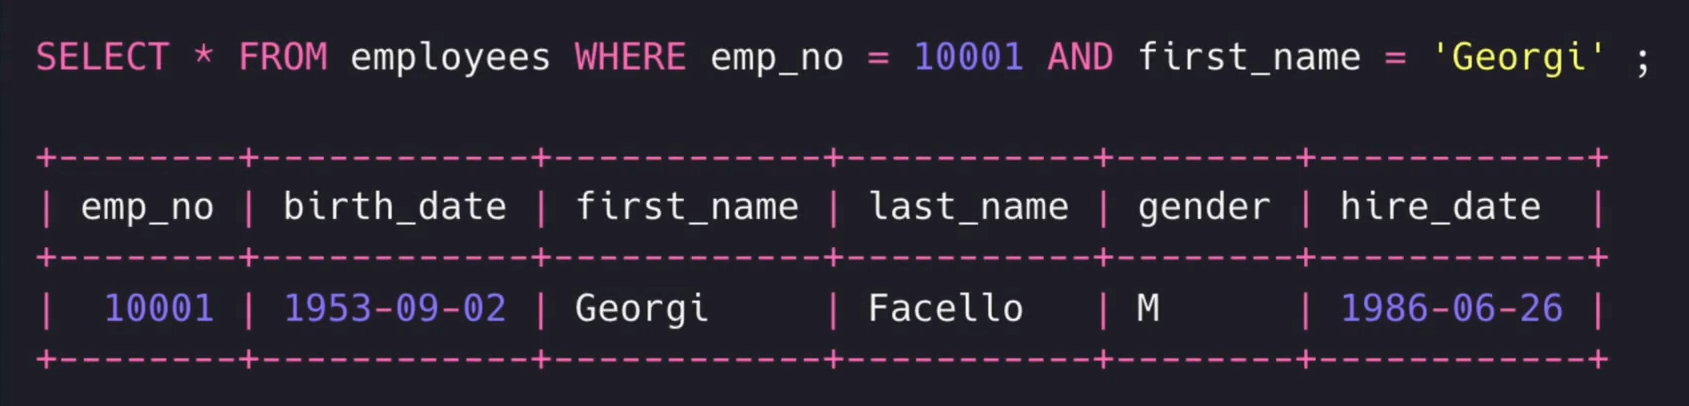 SELECT * FROM employees WHERE emp_no = 10001 AND first_name = 'Georgi' ;
+--------+------------+------------+-----------+--------+------------+
| emp_no | birth_date | first_name | last_name | gender | hire_date  |
+--------+------------+------------+-----------+--------+------------+
|  10001 | 1953-09-02 | Georgi     | Facello   | M      | 1986-06-26 |
+--------+------------+------------+-----------+--------+------------+